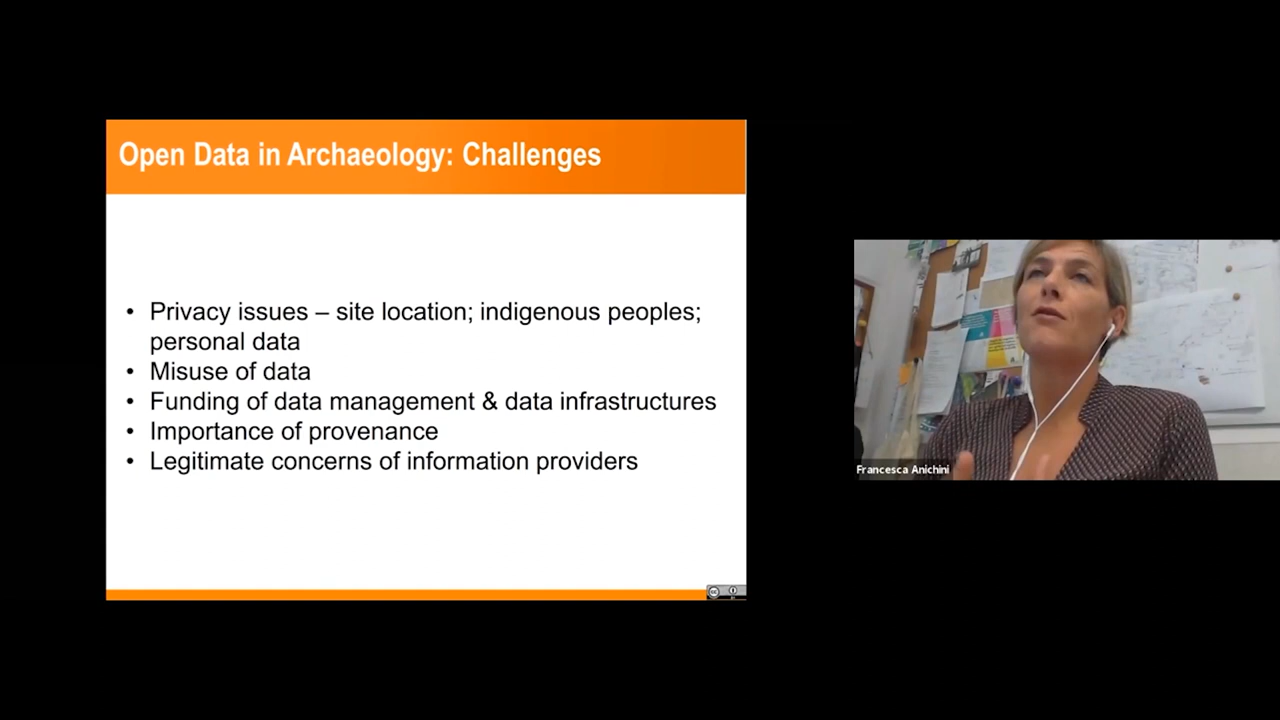 Open Data in Archaeology: Challenges
• Privacy issues – site location; indigenous peoples;
personal data
• Misuse of data
• Funding of data management & data infrastructures
• Importance of provenance
• Legitimate concerns of information providers
Francesca Anichini